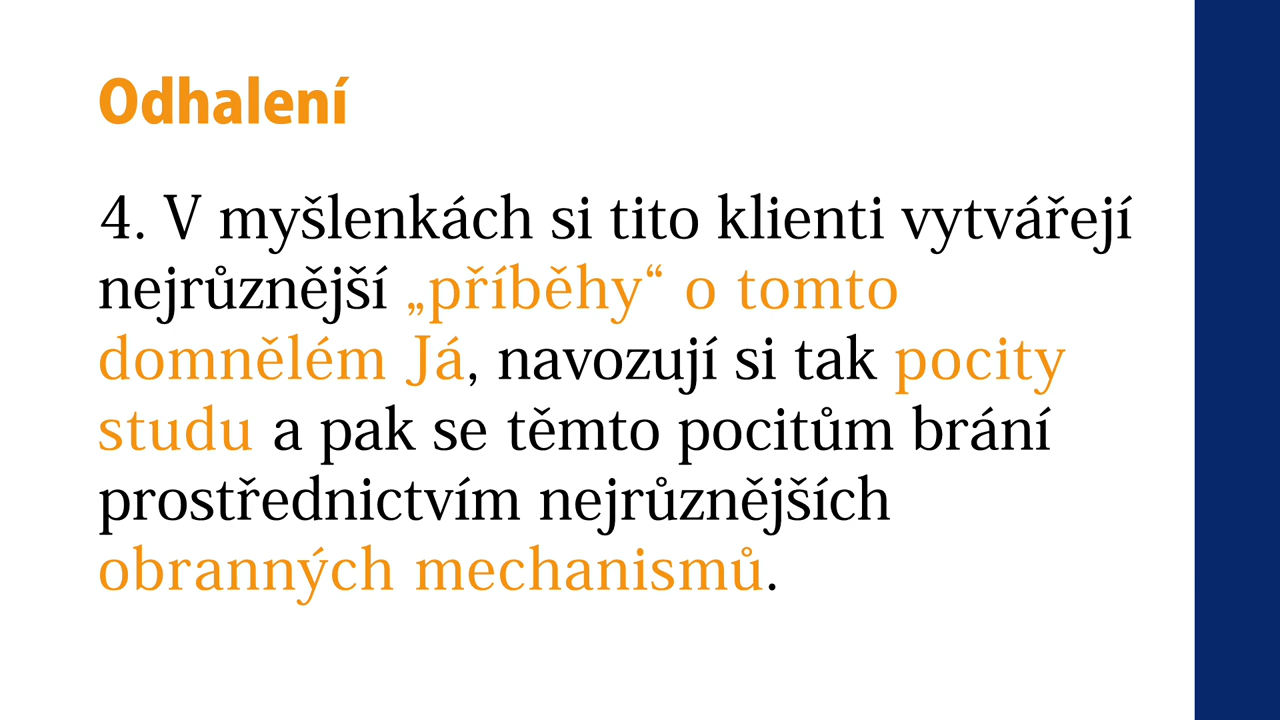 Odhalení
4. V myšlenkách si tito klienti vytvářejí
nejrůznější „příběhy“ o tomto
domnělém Já, navozují si tak pocity
studu a pak se těmto pocitům brání
prostřednictvím nejrůznějších
obranných mechanismů.